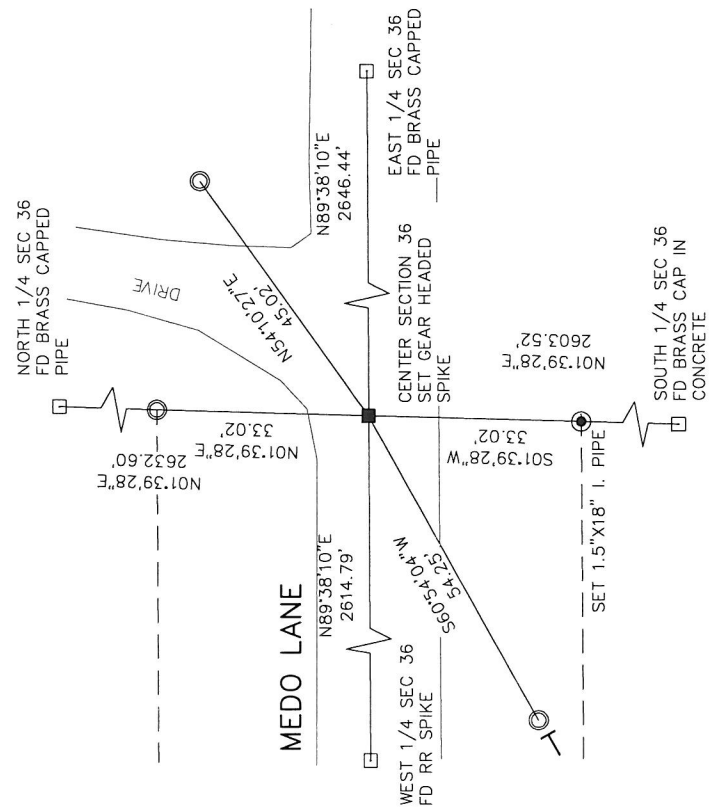 NORTH 1/4 SEC 36
FD BRASS CAPPED
PIPE
DRIVE
N54°10'27"E
45.02'
N89°38'10"E
2646.44'
EAST 1/4 SEC 36
FD BRASS CAPPED
PIPE
N01°39'28"E
2632.60'
N01°39'28"E
33.02'
CENTER SECTION 36
SET GEAR HEADED
SPIKE
MEDO LANE
N89°38'10"E
2614.79'
WEST 1/4 SEC 36
FD RR SPIKE
S60°54'04"W
54.25'
S01°39'28"W
33.02'
N01°39'28"E
2603.52'
SET 1.5"X18" I. PIPE
SOUTH 1/4 SEC 36
FD BRASS CAP IN
CONCRETE